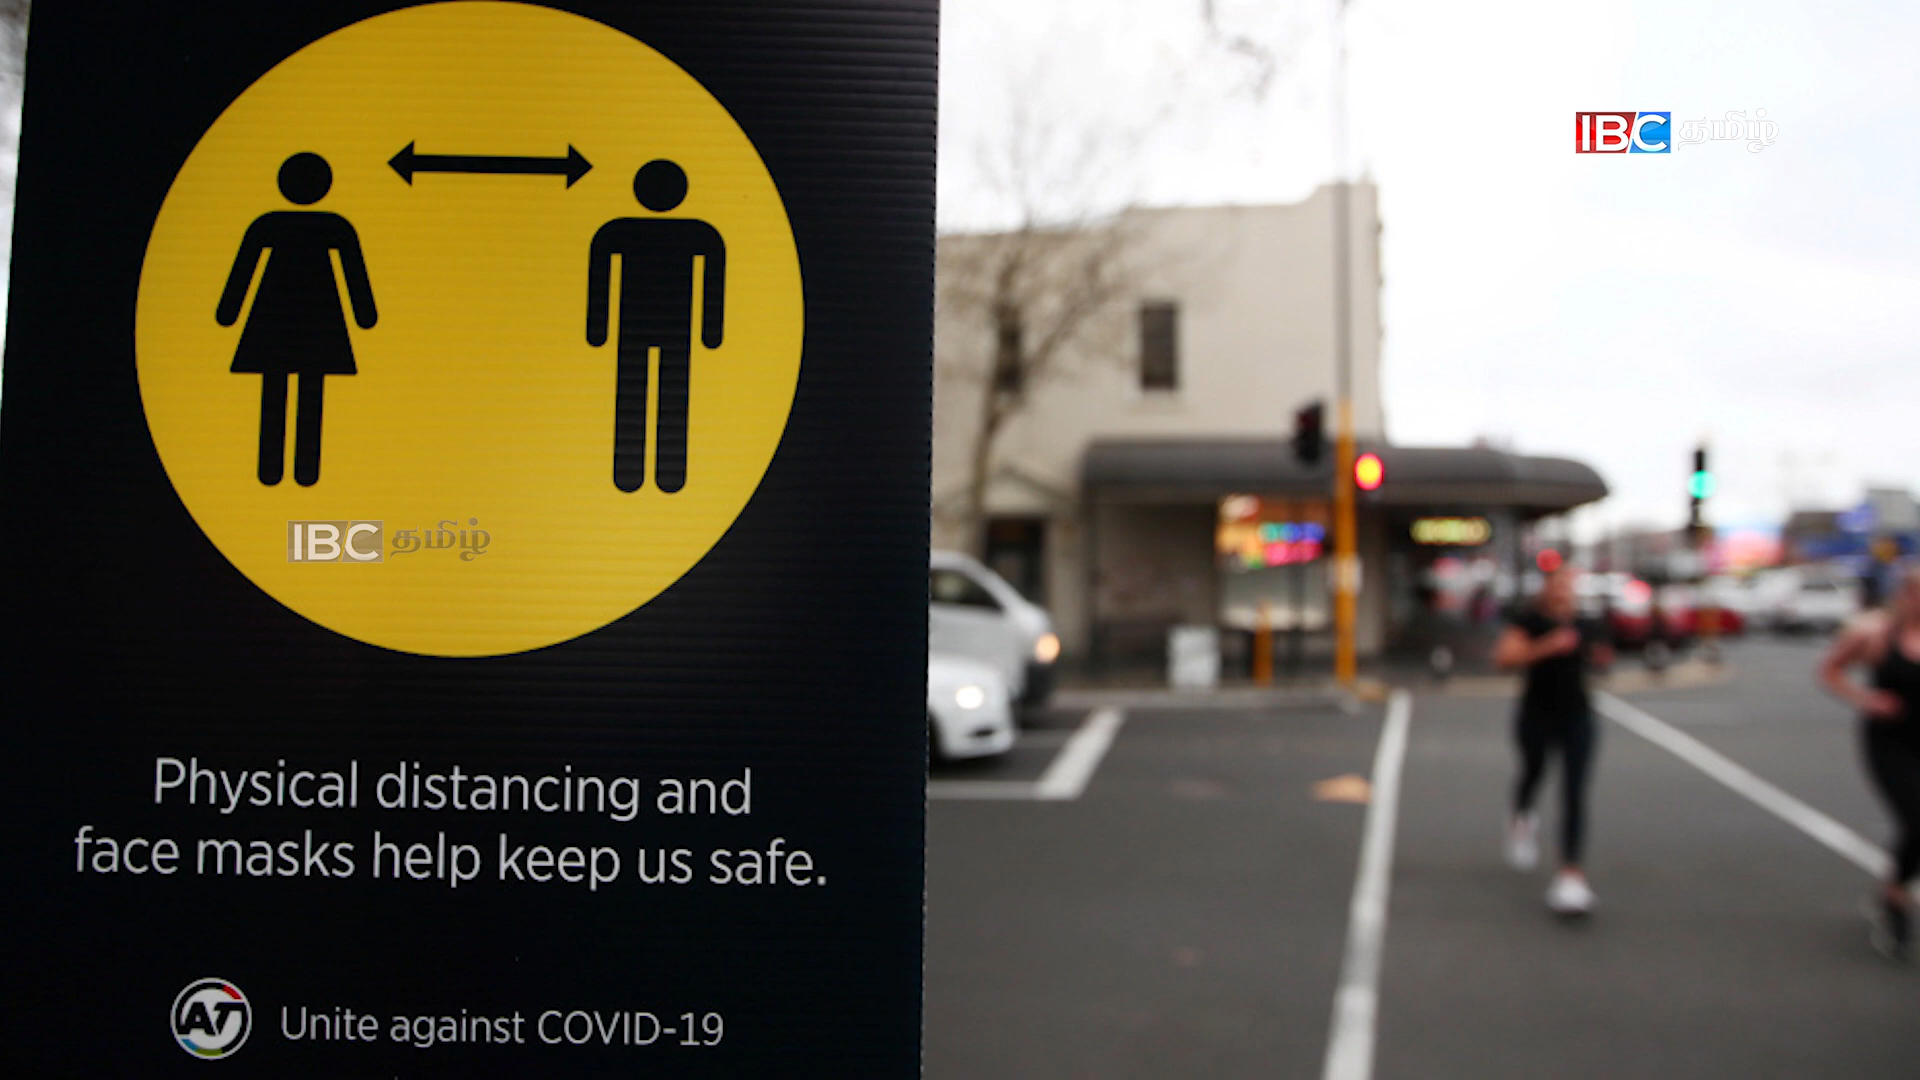 IBC தமிழ்
IBC தமிழ்
Physical distancing and
face masks help keep us safe.
AT
Unite against COVID-19